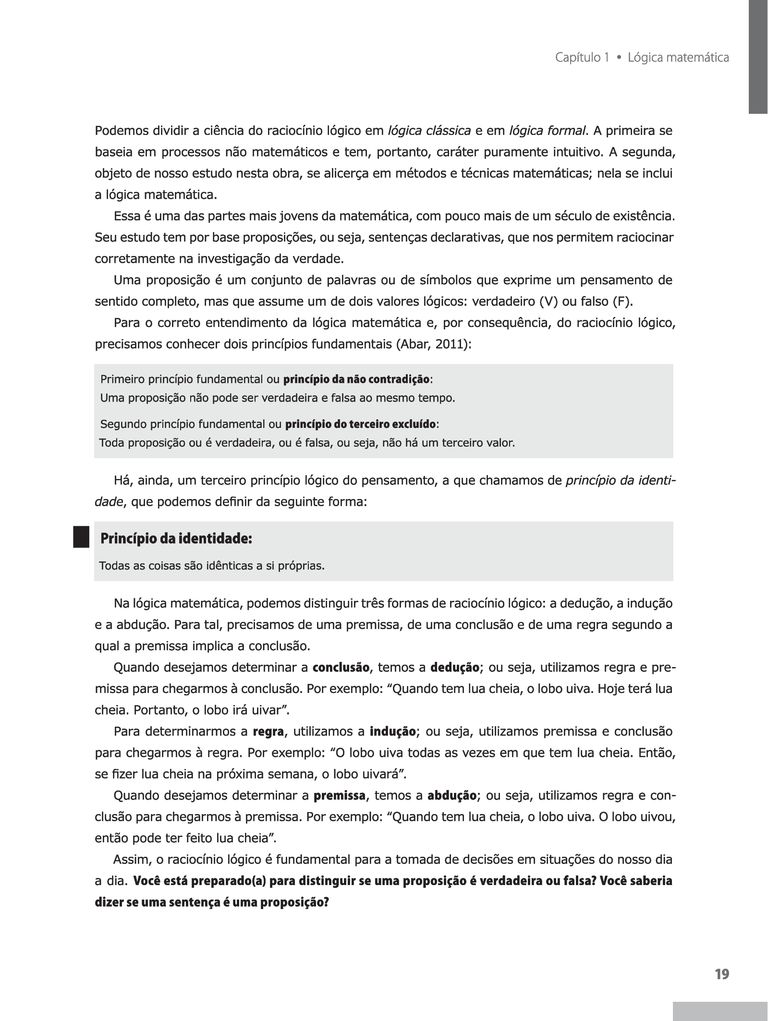 Capítulo 1 • Lógica matemática
Podemos dividir a ciência do raciocínio lógico em lógica clássica e em lógica formal. A primeira se
baseia em processos não matemáticos e tem, portanto, caráter puramente intuitivo. A segunda,
objeto de nosso estudo nesta obra, se alicerça em métodos e técnicas matemáticas; nela se inclui
a lógica matemática.
Essa é uma das partes mais jovens da matemática, com pouco mais de um século de existência.
Seu estudo tem por base proposições, ou seja, sentenças declarativas, que nos permitem raciocinar
corretamente na investigação da verdade.
Uma proposição é um conjunto de palavras ou de símbolos que exprime um pensamento de
sentido completo, mas que assume um de dois valores lógicos: verdadeiro (V) ou falso (F).
Para o correto entendimento da lógica matemática e, por consequência, do raciocínio lógico,
precisamos conhecer dois princípios fundamentais (Abar, 2011):
Primeiro princípio fundamental ou princípio da não contradição:
Uma proposição não pode ser verdadeira e falsa ao mesmo tempo.
Segundo princípio fundamental ou princípio do terceiro excluído:
Toda proposição ou é verdadeira, ou é falsa, ou seja, não há um terceiro valor.
Há, ainda, um terceiro princípio lógico do pensamento, a que chamamos de princípio da identi-
dade, que podemos definir da seguinte forma:
Princípio da identidade:
Todas as coisas são idênticas a si próprias.
Na lógica matemática, podemos distinguir três formas de raciocínio lógico: a dedução, a indução
e a abdução. Para tal, precisamos de uma premissa, de uma conclusão e de uma regra segundo a
qual a premissa implica a conclusão.
Quando desejamos determinar a conclusão, temos a dedução; ou seja, utilizamos regra e pre-
missa para chegarmos à conclusão. Por exemplo: “Quando tem lua cheia, o lobo uiva. Hoje terá lua
cheia. Portanto, o lobo irá uivar”.
Para determinarmos a regra, utilizamos a indução; ou seja, utilizamos premissa e conclusão
para chegarmos à regra. Por exemplo: “O lobo uiva todas as vezes em que tem lua cheia. Então,
se fizer lua cheia na próxima semana, o lobo uivará”.
Quando desejamos determinar a premissa, temos a abdução; ou seja, utilizamos regra e con-
clusão para chegarmos à premissa. Por exemplo: “Quando tem lua cheia, o lobo uiva. O lobo uivou,
então pode ter feito lua cheia”.
Assim, o raciocínio lógico é fundamental para a tomada de decisões em situações do nosso dia
a dia. Você está preparado(a) para distinguir se uma proposição é verdadeira ou falsa? Você saberia
dizer se uma sentença é uma proposição?
19